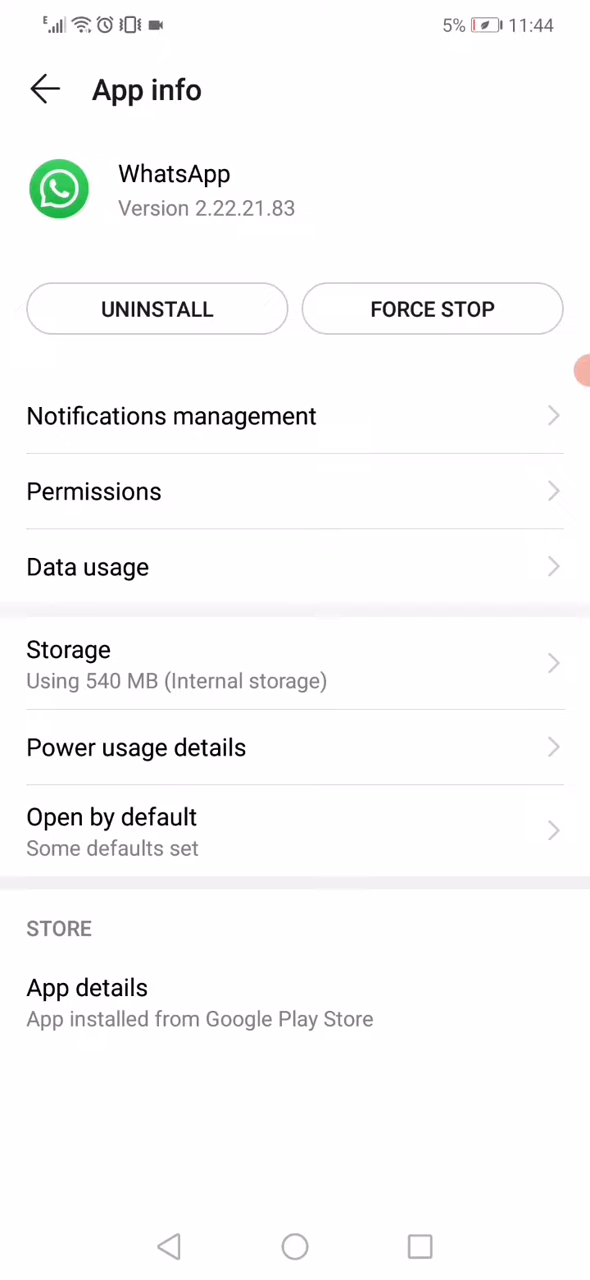 E 5% 11:44
App info
WhatsApp
Version 2.22.21.83
UNINSTALL FORCE STOP
Notifications management
Permissions
Data usage
Storage
Using 540 MB (Internal storage)
Power usage details
Open by default
Some defaults set
STORE
App details
App installed from Google Play Store